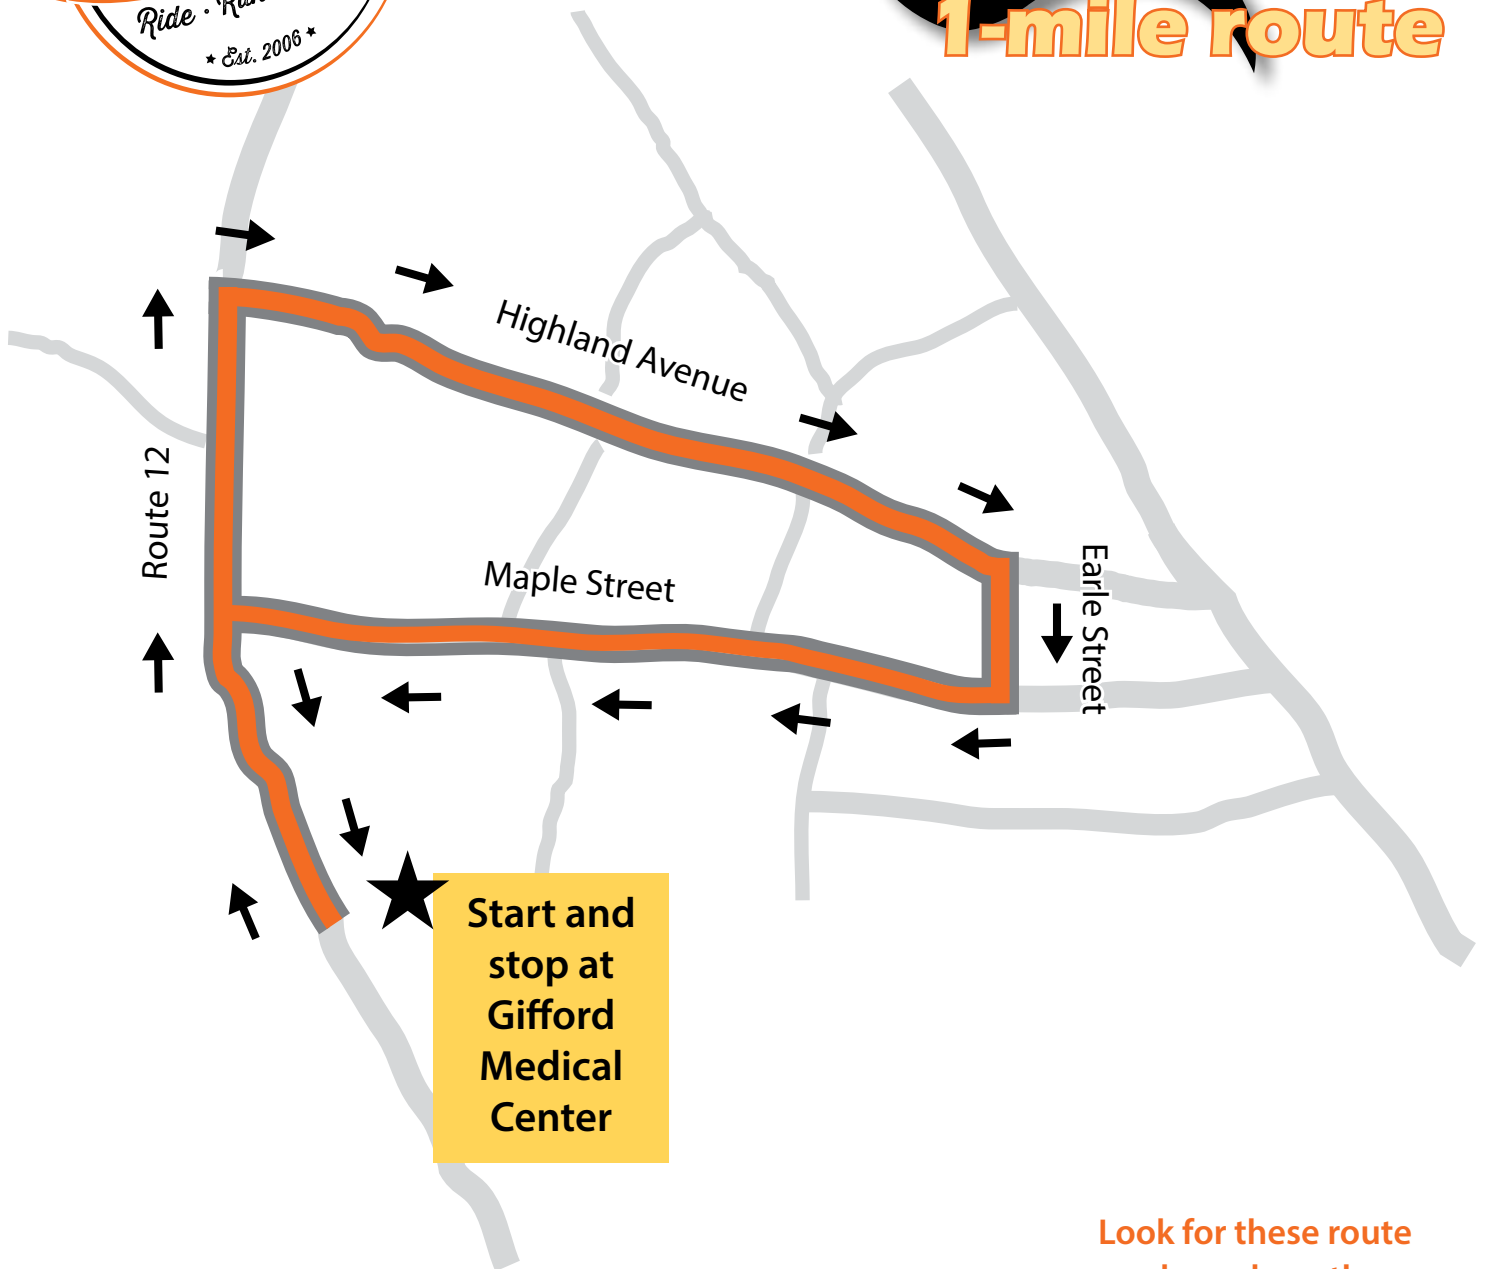 Ride · Run
★ Est. 2006 ★
1-mile route
Highland Avenue
Route 12
Maple Street
Earle Street
Start and
stop at
Gifford
Medical
Center
Look for these route